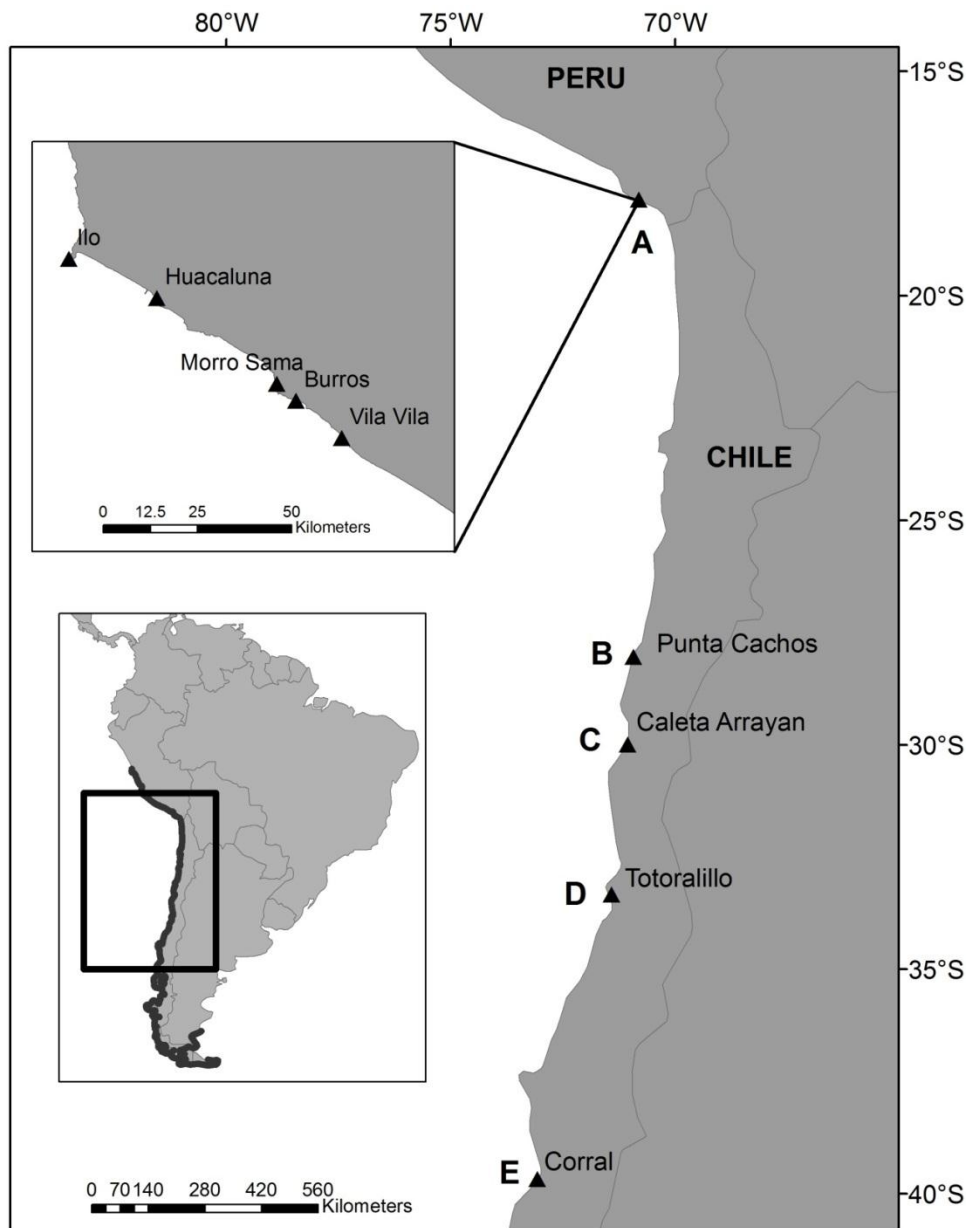 80°W 75°W 70°W
15°S
PERU
A
Ilo
Huacaluna
Morro Sama
Burros
Vila Vila
0 12.5 25 50
Kilometers
20°S
CHILE
25°S
B Punta Cachos
Caleta Arrayan
C
30°S
Totoralillo
D
35°S
E Corral
40°S
0 70 140 280 420 560
Kilometers